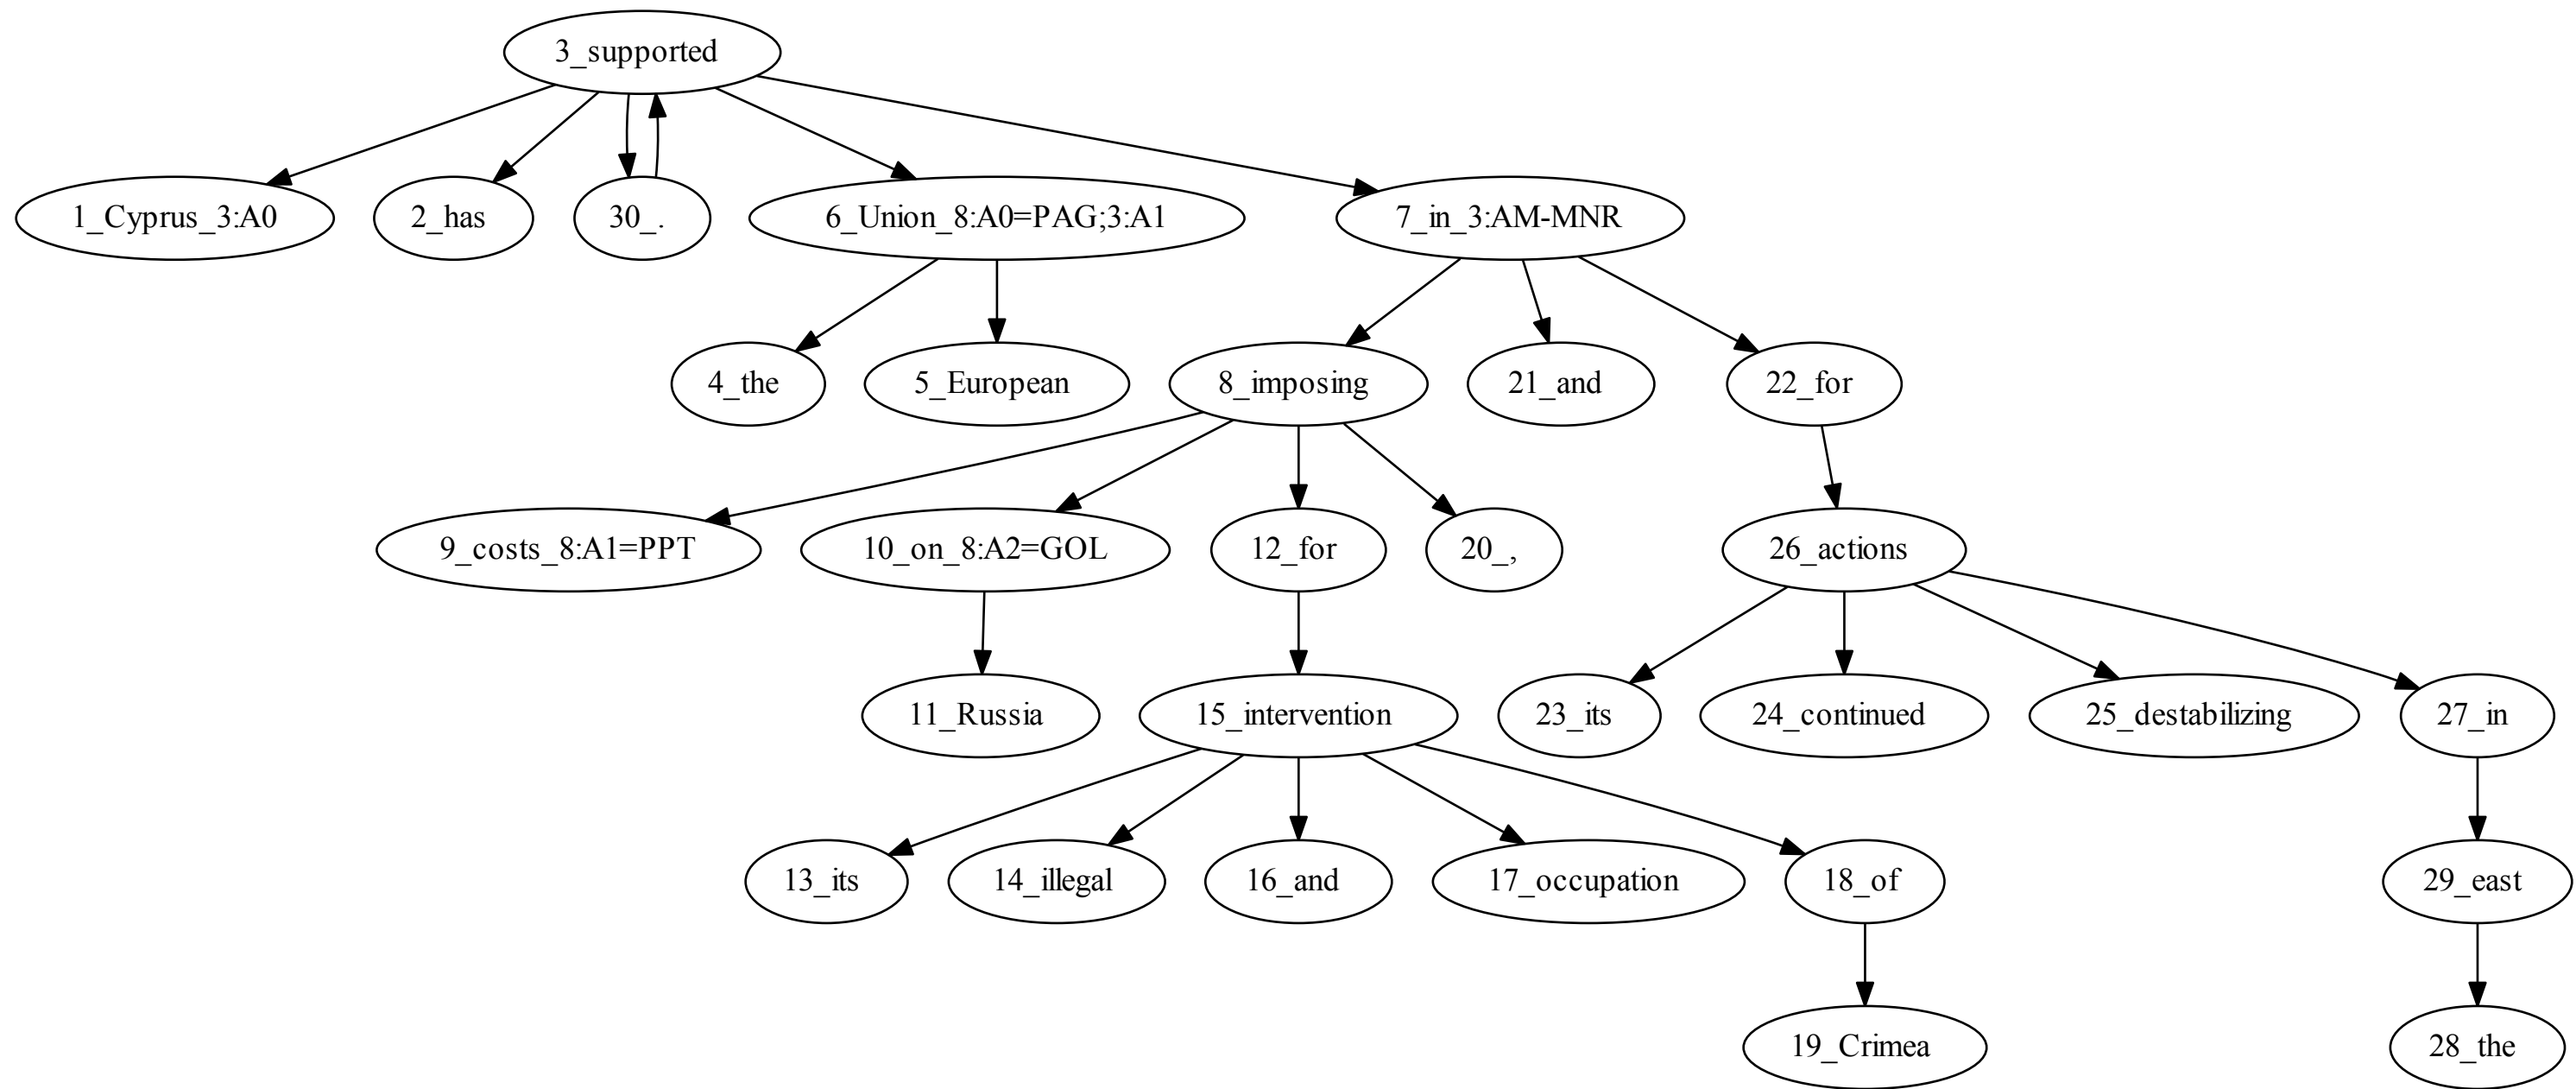 3_supported
1_Cyprus_3:A0
2_has
30_.
6_Union_8:A0=PAG;3:A1
7_in_3:AM-MNR
4_the
5_European
8_imposing
21_and
22_for
9_costs_8:A1=PPT
10_on_8:A2=GOL
12_for
20_,
26_actions
11_Russia
15_intervention
23_its
24_continued
25_destabilizing
27_in
13_its
14_illegal
16_and
17_occupation
18_of
29_east
19_Crimea
28_the